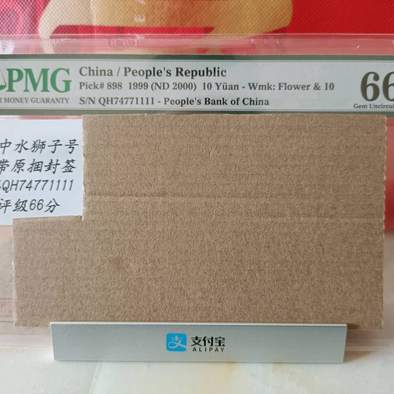 PMG
MONEY GUARANTY
China / People's Republic
Pick# 898 1999 (ND 2000) 10 Yüan - Wmk: Flower & 10
S/N QH74771111 - People's Bank of China
66
Gem Uncircul
中水狮子号
带原捆封签
QH74771111
评级66分
支付宝
ALIPAY